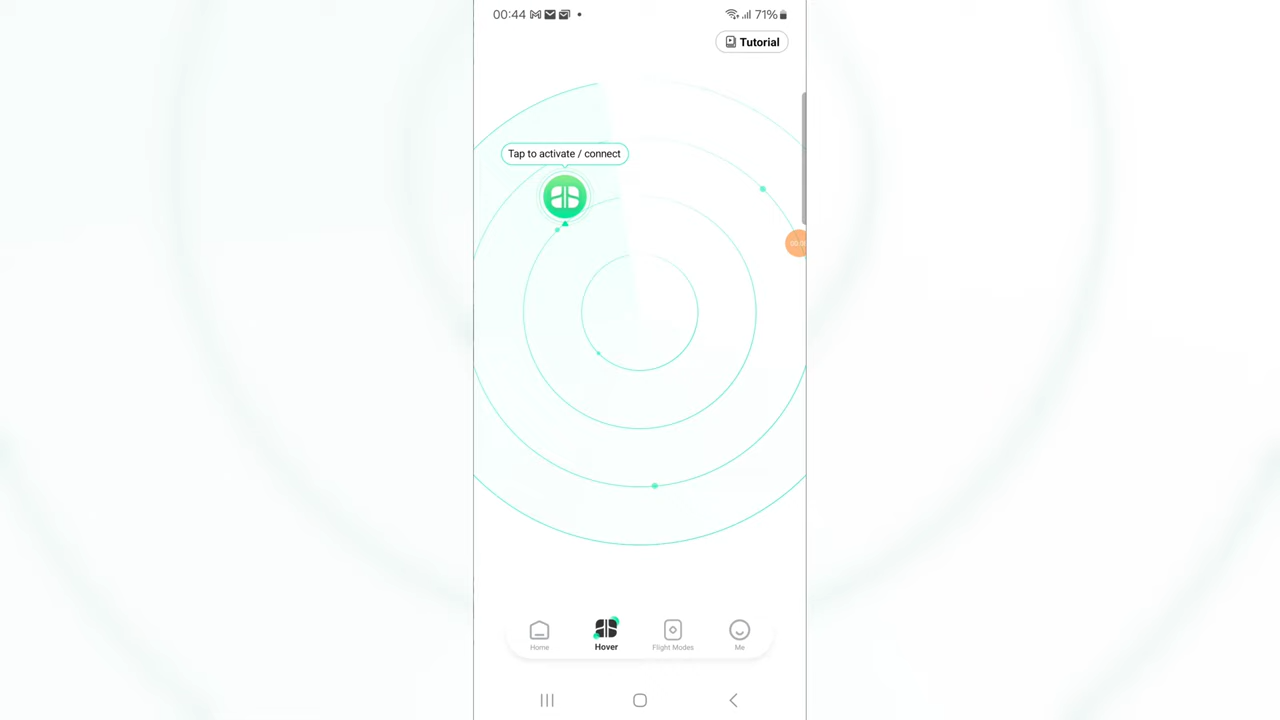 00:44
71%
Tutorial
Tap to activate / connect
Home
Hover
Flight Modes
Me